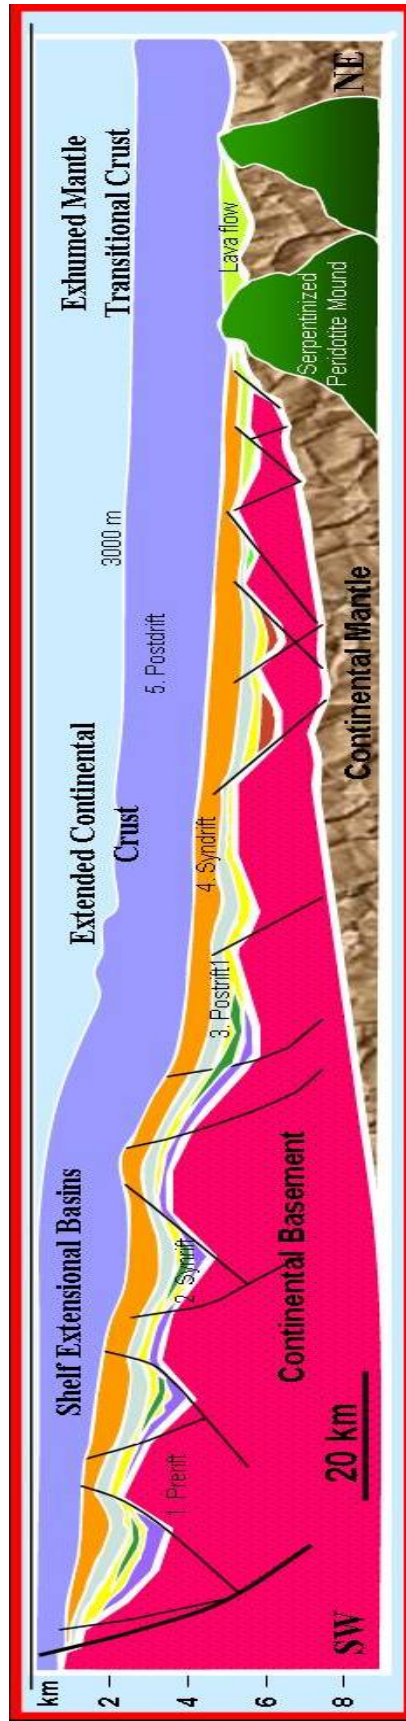 Shelf Extensional Basins
Extended Continental
Crust
Exhumed Mantle
Transitional Crust
km
2
4
6
8
3000 m
5. Postdrift
4. Syndrift
3. Postrift1
2. Synrift
1. Prerift
Lava flow
Serpentinized
Peridotite Mound
Continental Basement
Continental Mantle
20 km
SW
NE